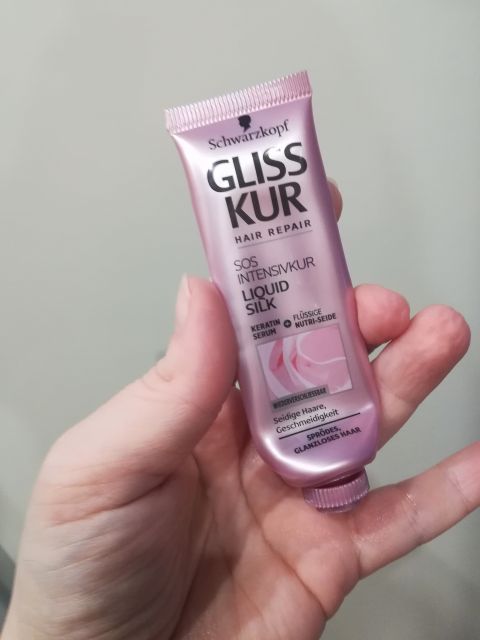 Schwarzkopf
GLISS
KUR
HAIR REPAIR
SOS
INTENSIVKUR
LIQUID
SILK
KERATIN + FLÜSSIGE
SERUM NUTRI-SEIDE
WIEDERVERSCHLIESSBAR
Seidige Haare,
Geschmeidigkeit
SPRÖDES,
GLANZLOSES HAAR